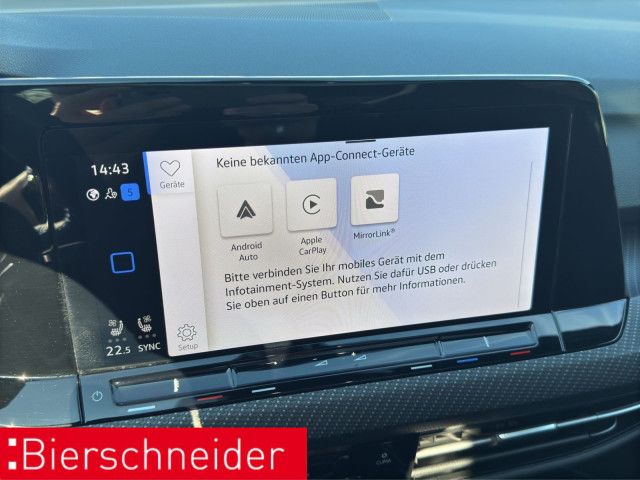 14:43
5
Geräte
Keine bekannten App-Connect-Geräte
Android
Auto
Apple
CarPlay
MirrorLink®
Bitte verbinden Sie Ihr mobiles Gerät mit dem
Infotainment-System. Nutzen Sie dafür USB oder drücken
Sie oben auf einen Button für mehr Informationen.
Setup
22.5 SYNC
Bierschneider
CLIMA